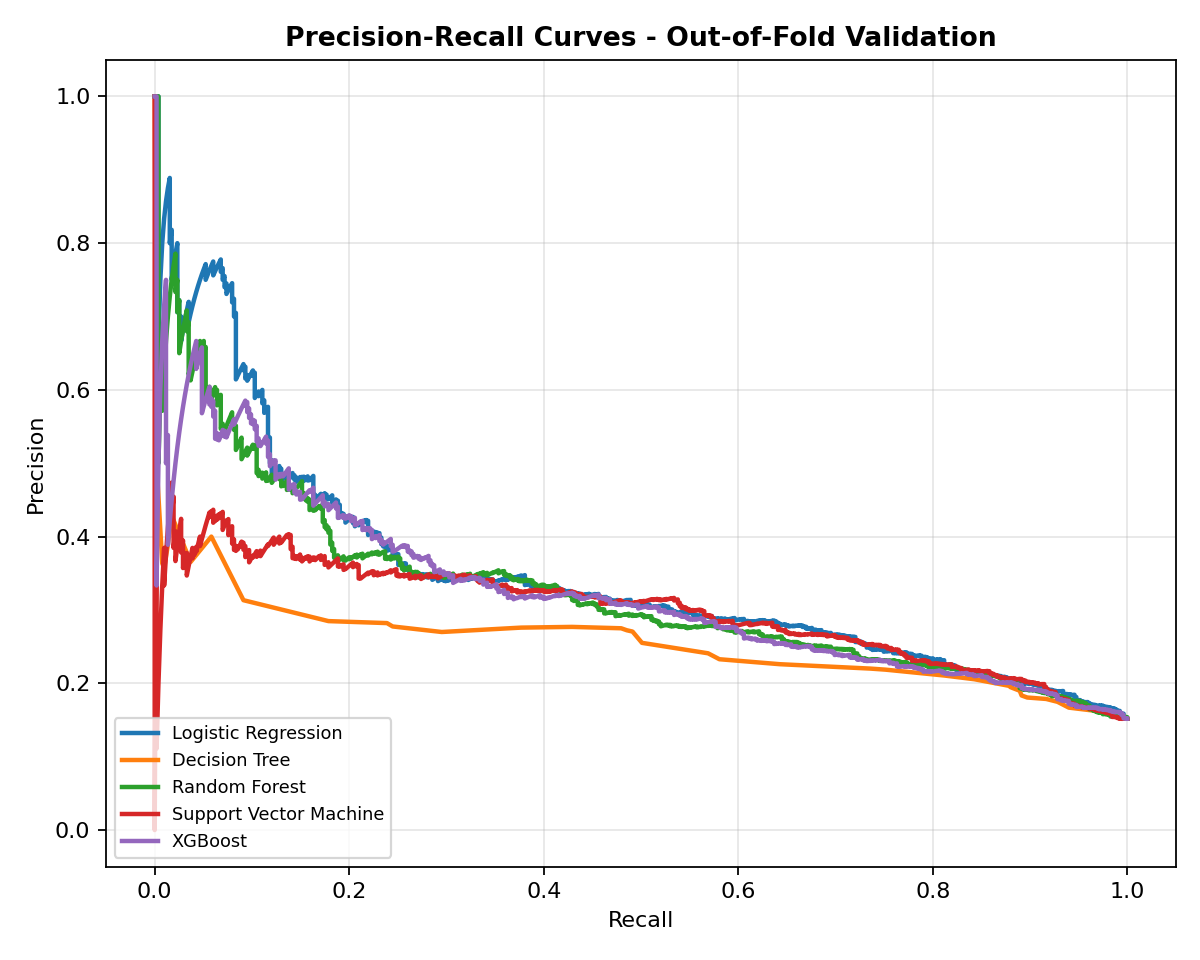 Precision-Recall Curves - Out-of-Fold Validation
Precision
1.0
0.8
0.6
0.4
0.2
0.0
Logistic Regression
Decision Tree
Random Forest
Support Vector Machine
XGBoost
0.0 0.2 0.4 0.6 0.8 1.0
Recall